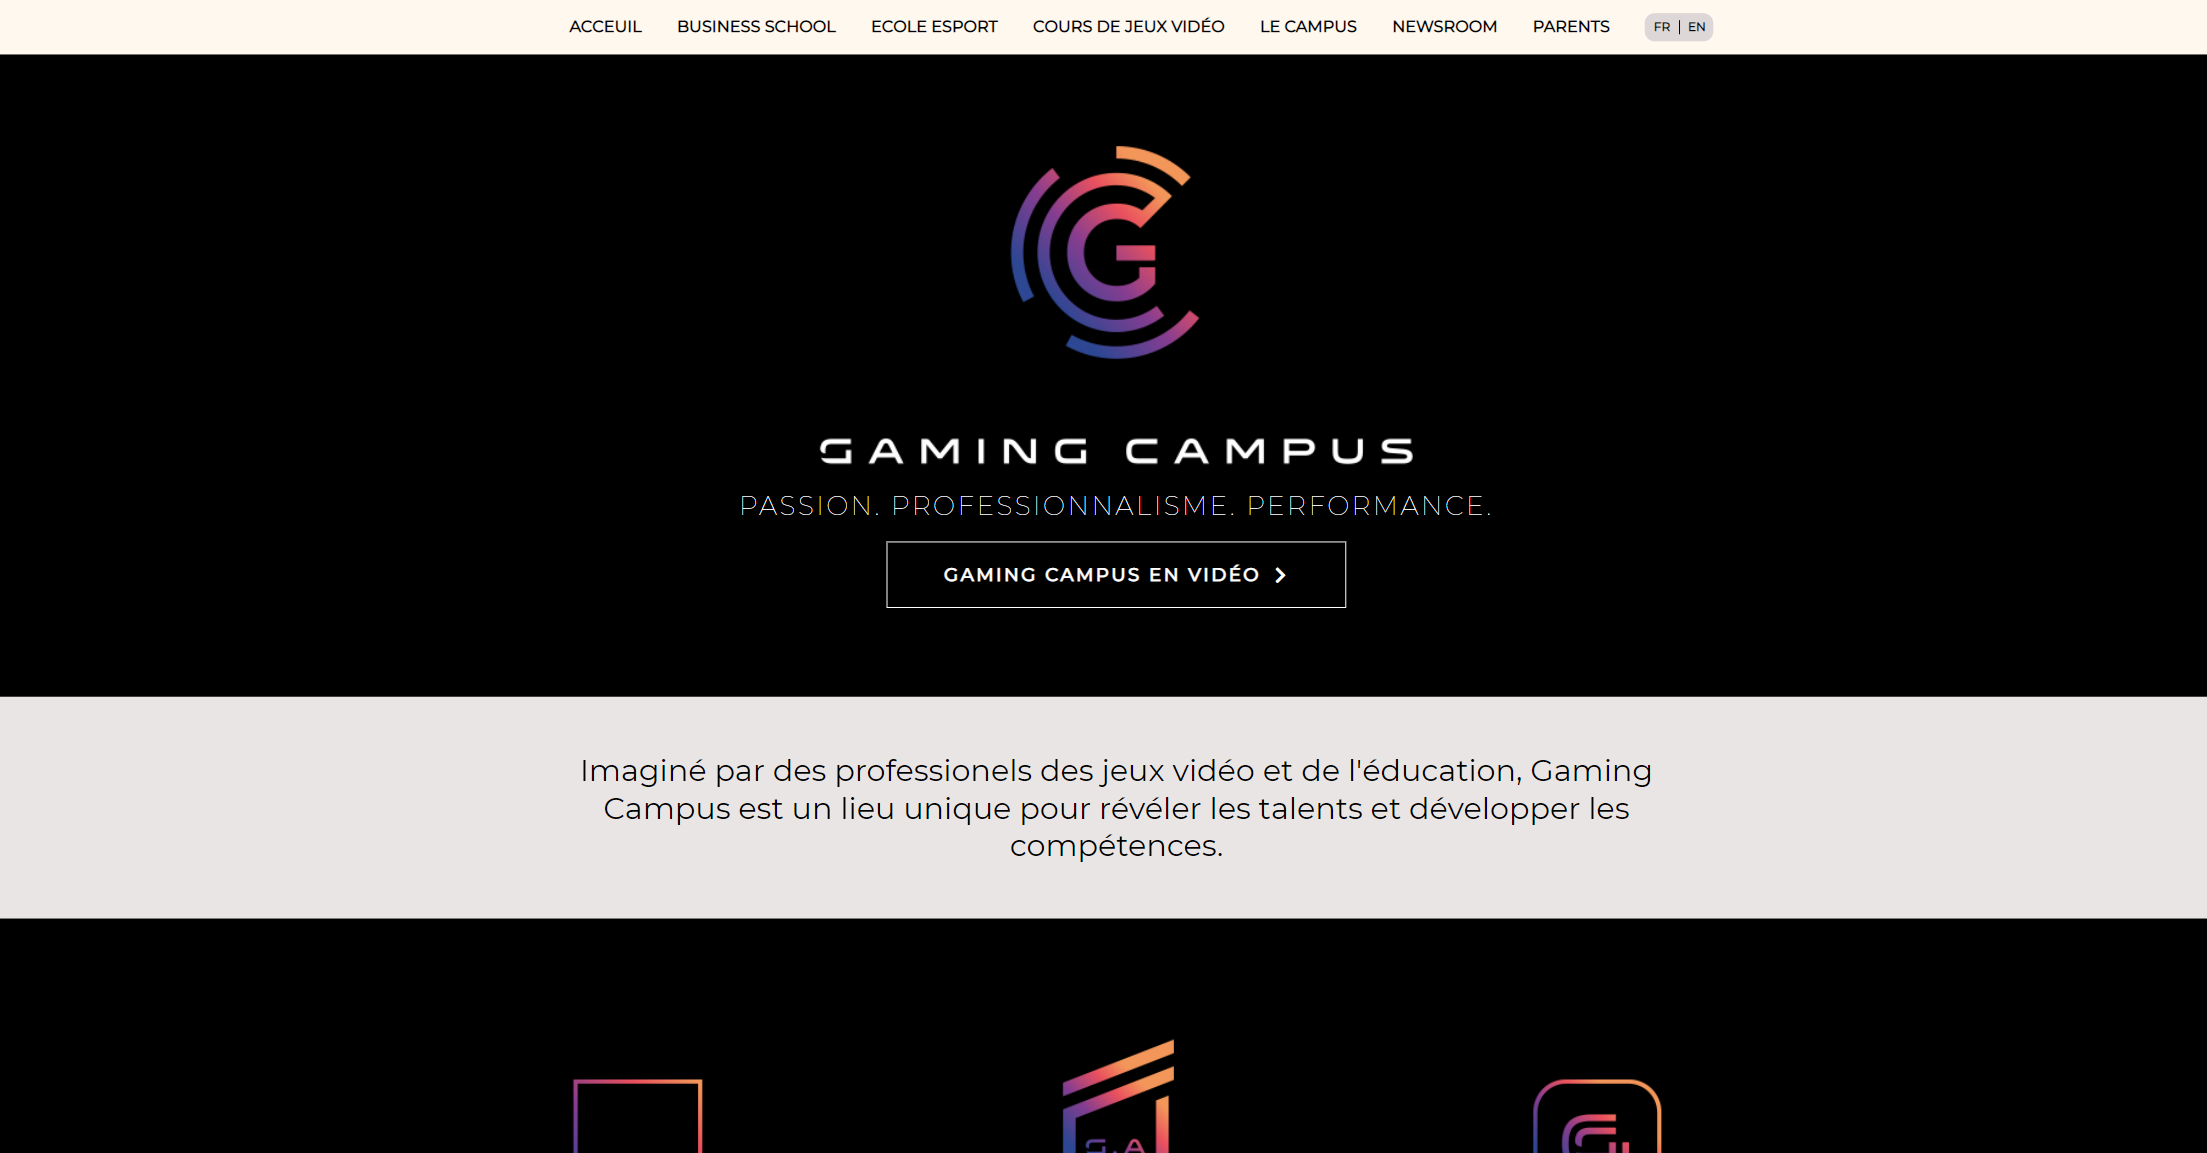 ACCEUIL BUSINESS SCHOOL ECOLE ESPORT COURS DE JEUX VIDÉO LE CAMPUS NEWSROOM PARENTS FR | EN
G
GAMING CAMPUS
PASSION. PROFESSIONNALISME. PERFORMANCE.
GAMING CAMPUS EN VIDÉO
Imaginé par des professionels des jeux vidéo et de l'éducation, Gaming
Campus est un lieu unique pour révéler les talents et développer les
compétences.
G.A